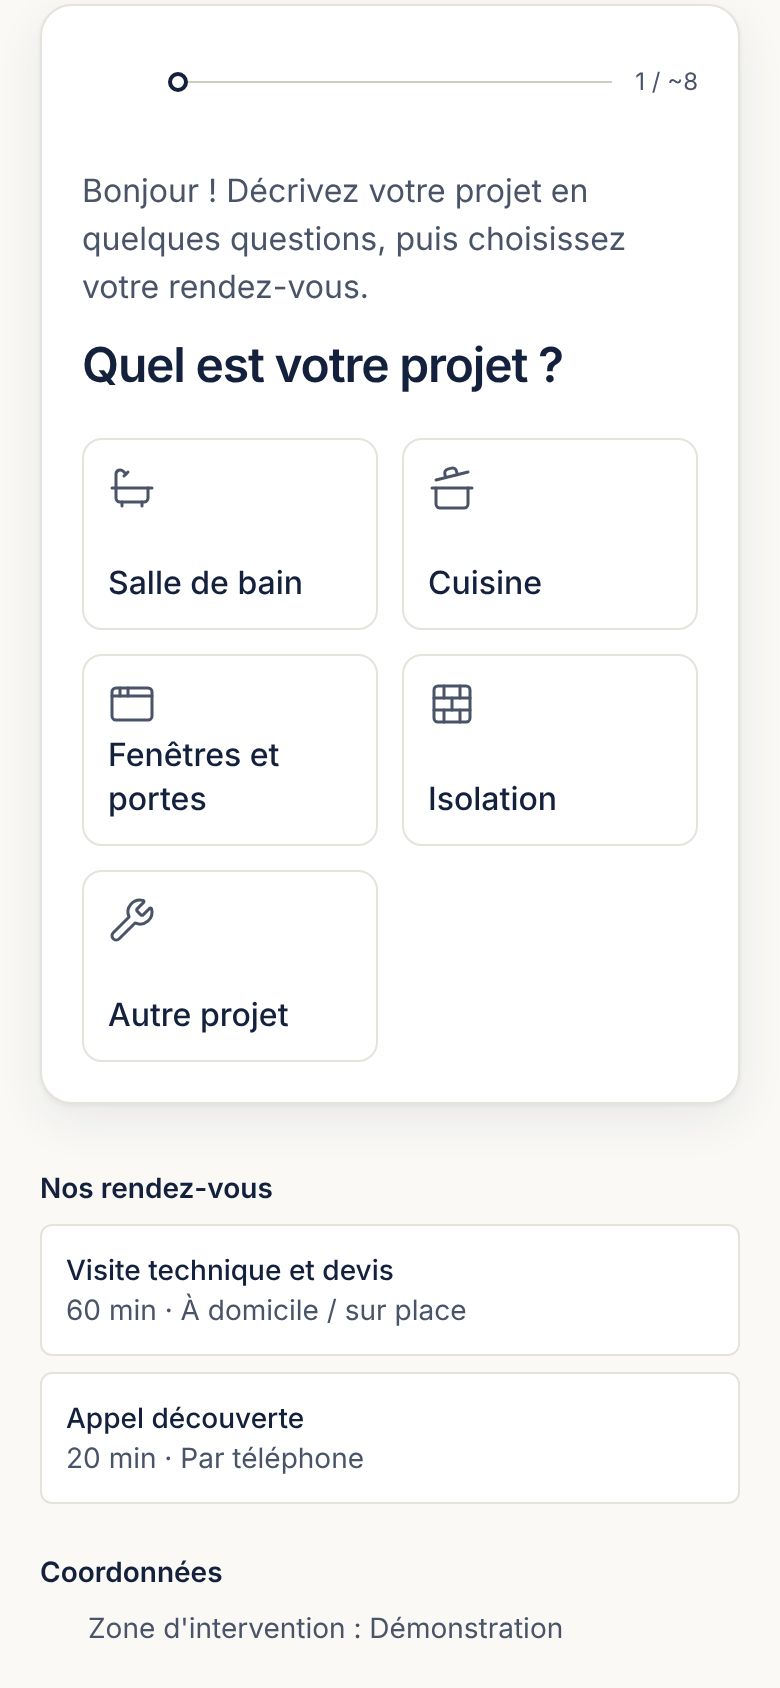 1 / ~8
Bonjour ! Décrivez votre projet en
quelques questions, puis choisissez
votre rendez-vous.
Quel est votre projet ?
Salle de bain
Cuisine
Fenêtres et
portes
Isolation
Autre projet
Nos rendez-vous
Visite technique et devis
60 min · À domicile / sur place
Appel découverte
20 min · Par téléphone
Coordonnées
Zone d'intervention : Démonstration